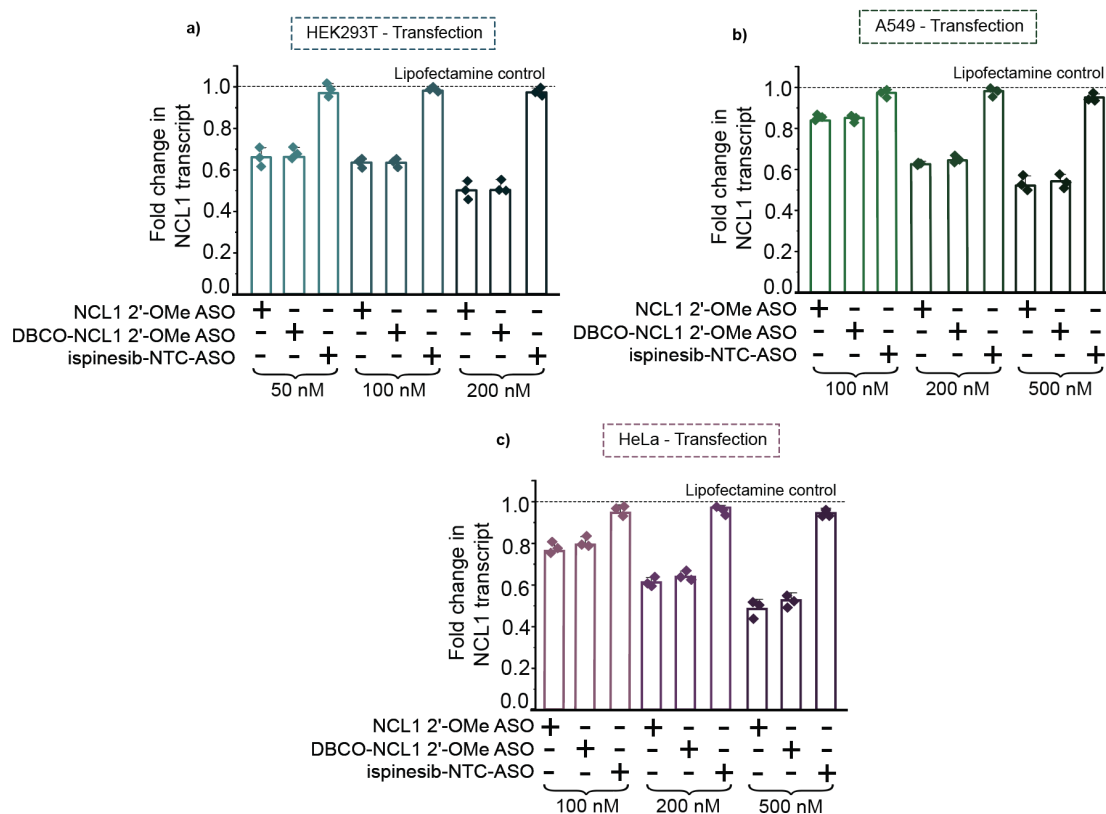 a)
HEK293T - Transfection
Lipofectamine control
Fold change in
NCL1 transcript
1.0
0.8
0.6
0.4
0.2
0.0
NCL1 2'-OMe ASO + - - + - - + - -
DBCO-NCL1 2'-OMe ASO - + - - + - - + -
ispinesib-NTC-ASO - - + - - + - - +
50 nM 100 nM 200 nM
b)
A549 - Transfection
Lipofectamine control
Fold change in
NCL1 transcript
1.0
0.8
0.6
0.4
0.2
0.0
NCL1 2'-OMe ASO + - - + - - + - -
DBCO-NCL1 2'-OMe ASO - + - - + - - + -
ispinesib-NTC-ASO - - + - - + - - +
100 nM 200 nM 500 nM
c)
HeLa - Transfection
Lipofectamine control
Fold change in
NCL1 transcript
1.0
0.8
0.6
0.4
0.2
0.0
NCL1 2'-OMe ASO + - - + - - + - -
DBCO-NCL1 2'-OMe ASO - + - - + - - + -
ispinesib-NTC-ASO - - + - - + - - +
100 nM 200 nM 500 nM